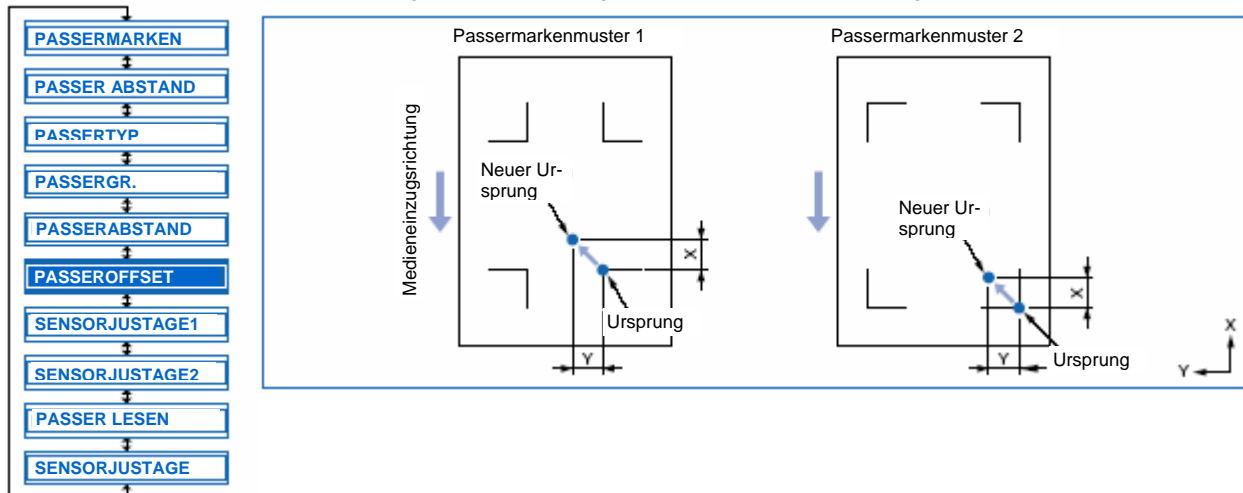 PASSERMARKEN
PASSER ABSTAND
PASSERTYP
PASSERGR.
PASSERABSTAND
PASSEROFFSET
SENSORJUSTAGE1
SENSORJUSTAGE2
PASSER LESEN
SENSORJUSTAGE
Passermarkenmuster 1
Medieneinzugsrichtung
Neuer Ur-
sprung
X
Ursprung
Y
Passermarkenmuster 2
Neuer Ur-
sprung
X
Ursprung
Y
X
Y